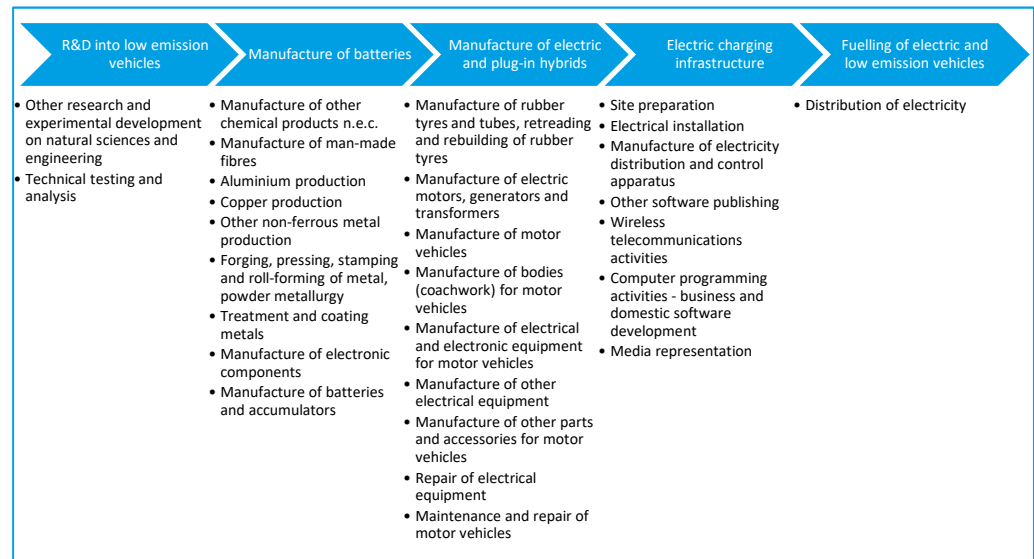 R&D into low emission
vehicles
• Other research and
experimental development
on natural sciences and
engineering
• Technical testing and
analysis
Manufacture of batteries
• Manufacture of other
chemical products n.e.c.
• Manufacture of man-made
fibres
• Aluminium production
• Copper production
• Other non-ferrous metal
production
• Forging, pressing, stamping
and roll-forming of metal,
powder metallurgy
• Treatment and coating
metals
• Manufacture of electronic
components
• Manufacture of batteries
and accumulators
Manufacture of electric
and plug-in hybrids
• Manufacture of rubber
tyres and tubes, retreading
and rebuilding of rubber
tyres
• Manufacture of electric
motors, generators and
transformers
• Manufacture of motor
vehicles
• Manufacture of bodies
(coachwork) for motor
vehicles
• Manufacture of electrical
and electronic equipment
for motor vehicles
• Manufacture of other
electrical equipment
• Manufacture of other parts
and accessories for motor
vehicles
• Repair of electrical
equipment
• Maintenance and repair of
motor vehicles
Electric charging
infrastructure
• Site preparation
• Electrical installation
• Manufacture of electricity
distribution and control
apparatus
• Other software publishing
• Wireless
telecommunications
activities
• Computer programming
activities - business and
domestic software
development
• Media representation
Fuelling of electric and
low emission vehicles
• Distribution of electricity